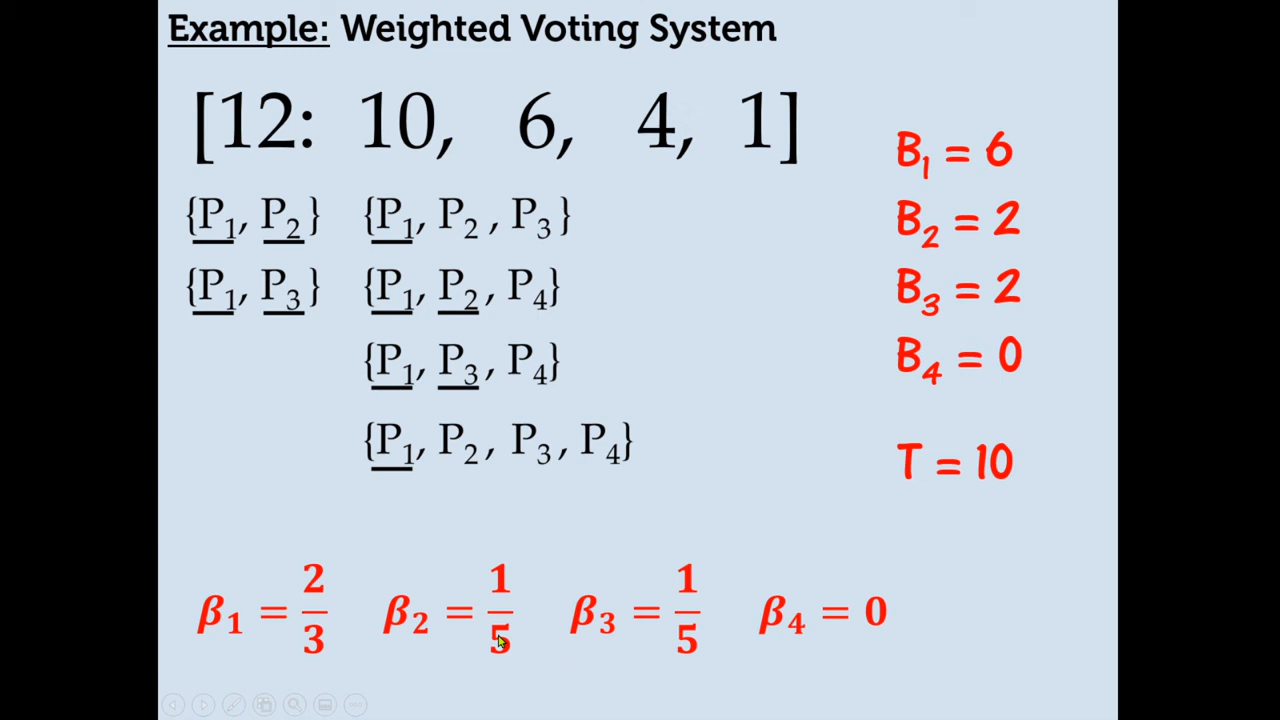 Example: Weighted Voting System
[12: 10, 6, 4, 1]
{P₁, P₂} {P₁, P₂ , P₃}
{P₁, P₃} {P₁, P₂, P₄}
{P₁, P₃, P₄}
{P₁, P₂, P₃, P₄}
B₁ = 6
B₂ = 2
B₃ = 2
B₄ = 0
T = 10
β₁ = 2/3 β₂ = 1/5 β₃ = 1/5 β₄ = 0